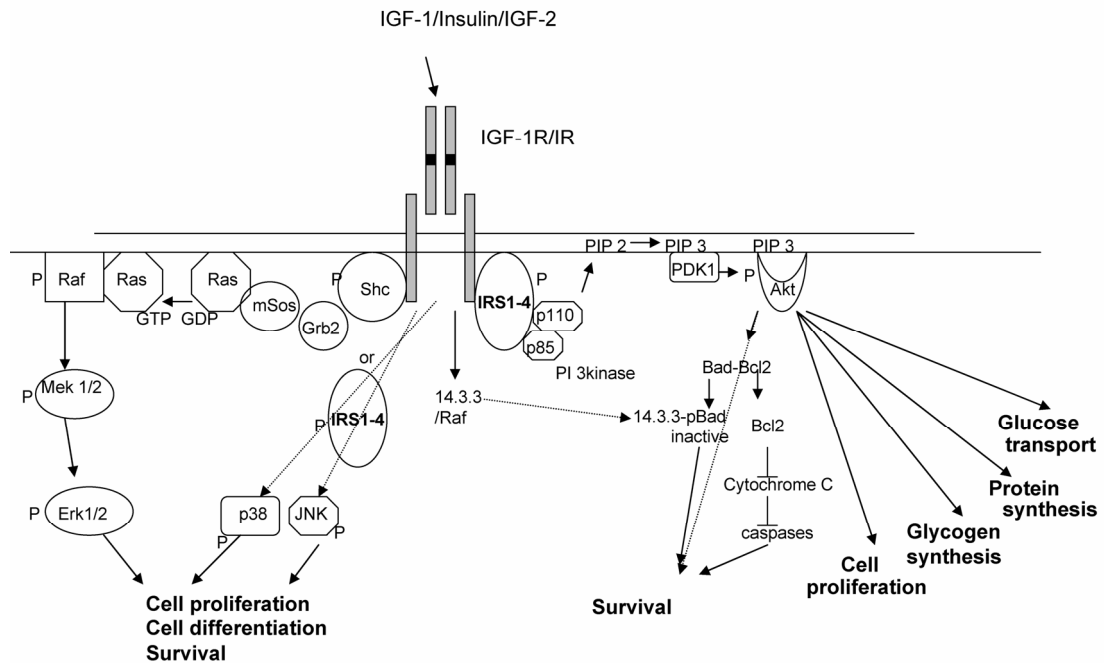 IGF-1/Insulin/IGF-2
IGF-1R/IR
PIP 2
PIP 3
PIP 3
P
Raf
Ras
Ras
GTP
GDP
mSos
Grb2
P
Shc
IRS1-4
P
p110
p85
PI 3kinase
PDK1
P
Akt
or
P
IRS1-4
14.3.3
/Raf
P
Mek 1/2
P
Erk1/2
p38
P
JNK
P
Bad-Bcl2
14.3.3-pBad
inactive
Bcl2
Cytochrome C
caspases
Glucose
transport
Protein
synthesis
Glycogen
synthesis
Cell
proliferation
Survival
Cell proliferation
Cell differentiation
Survival